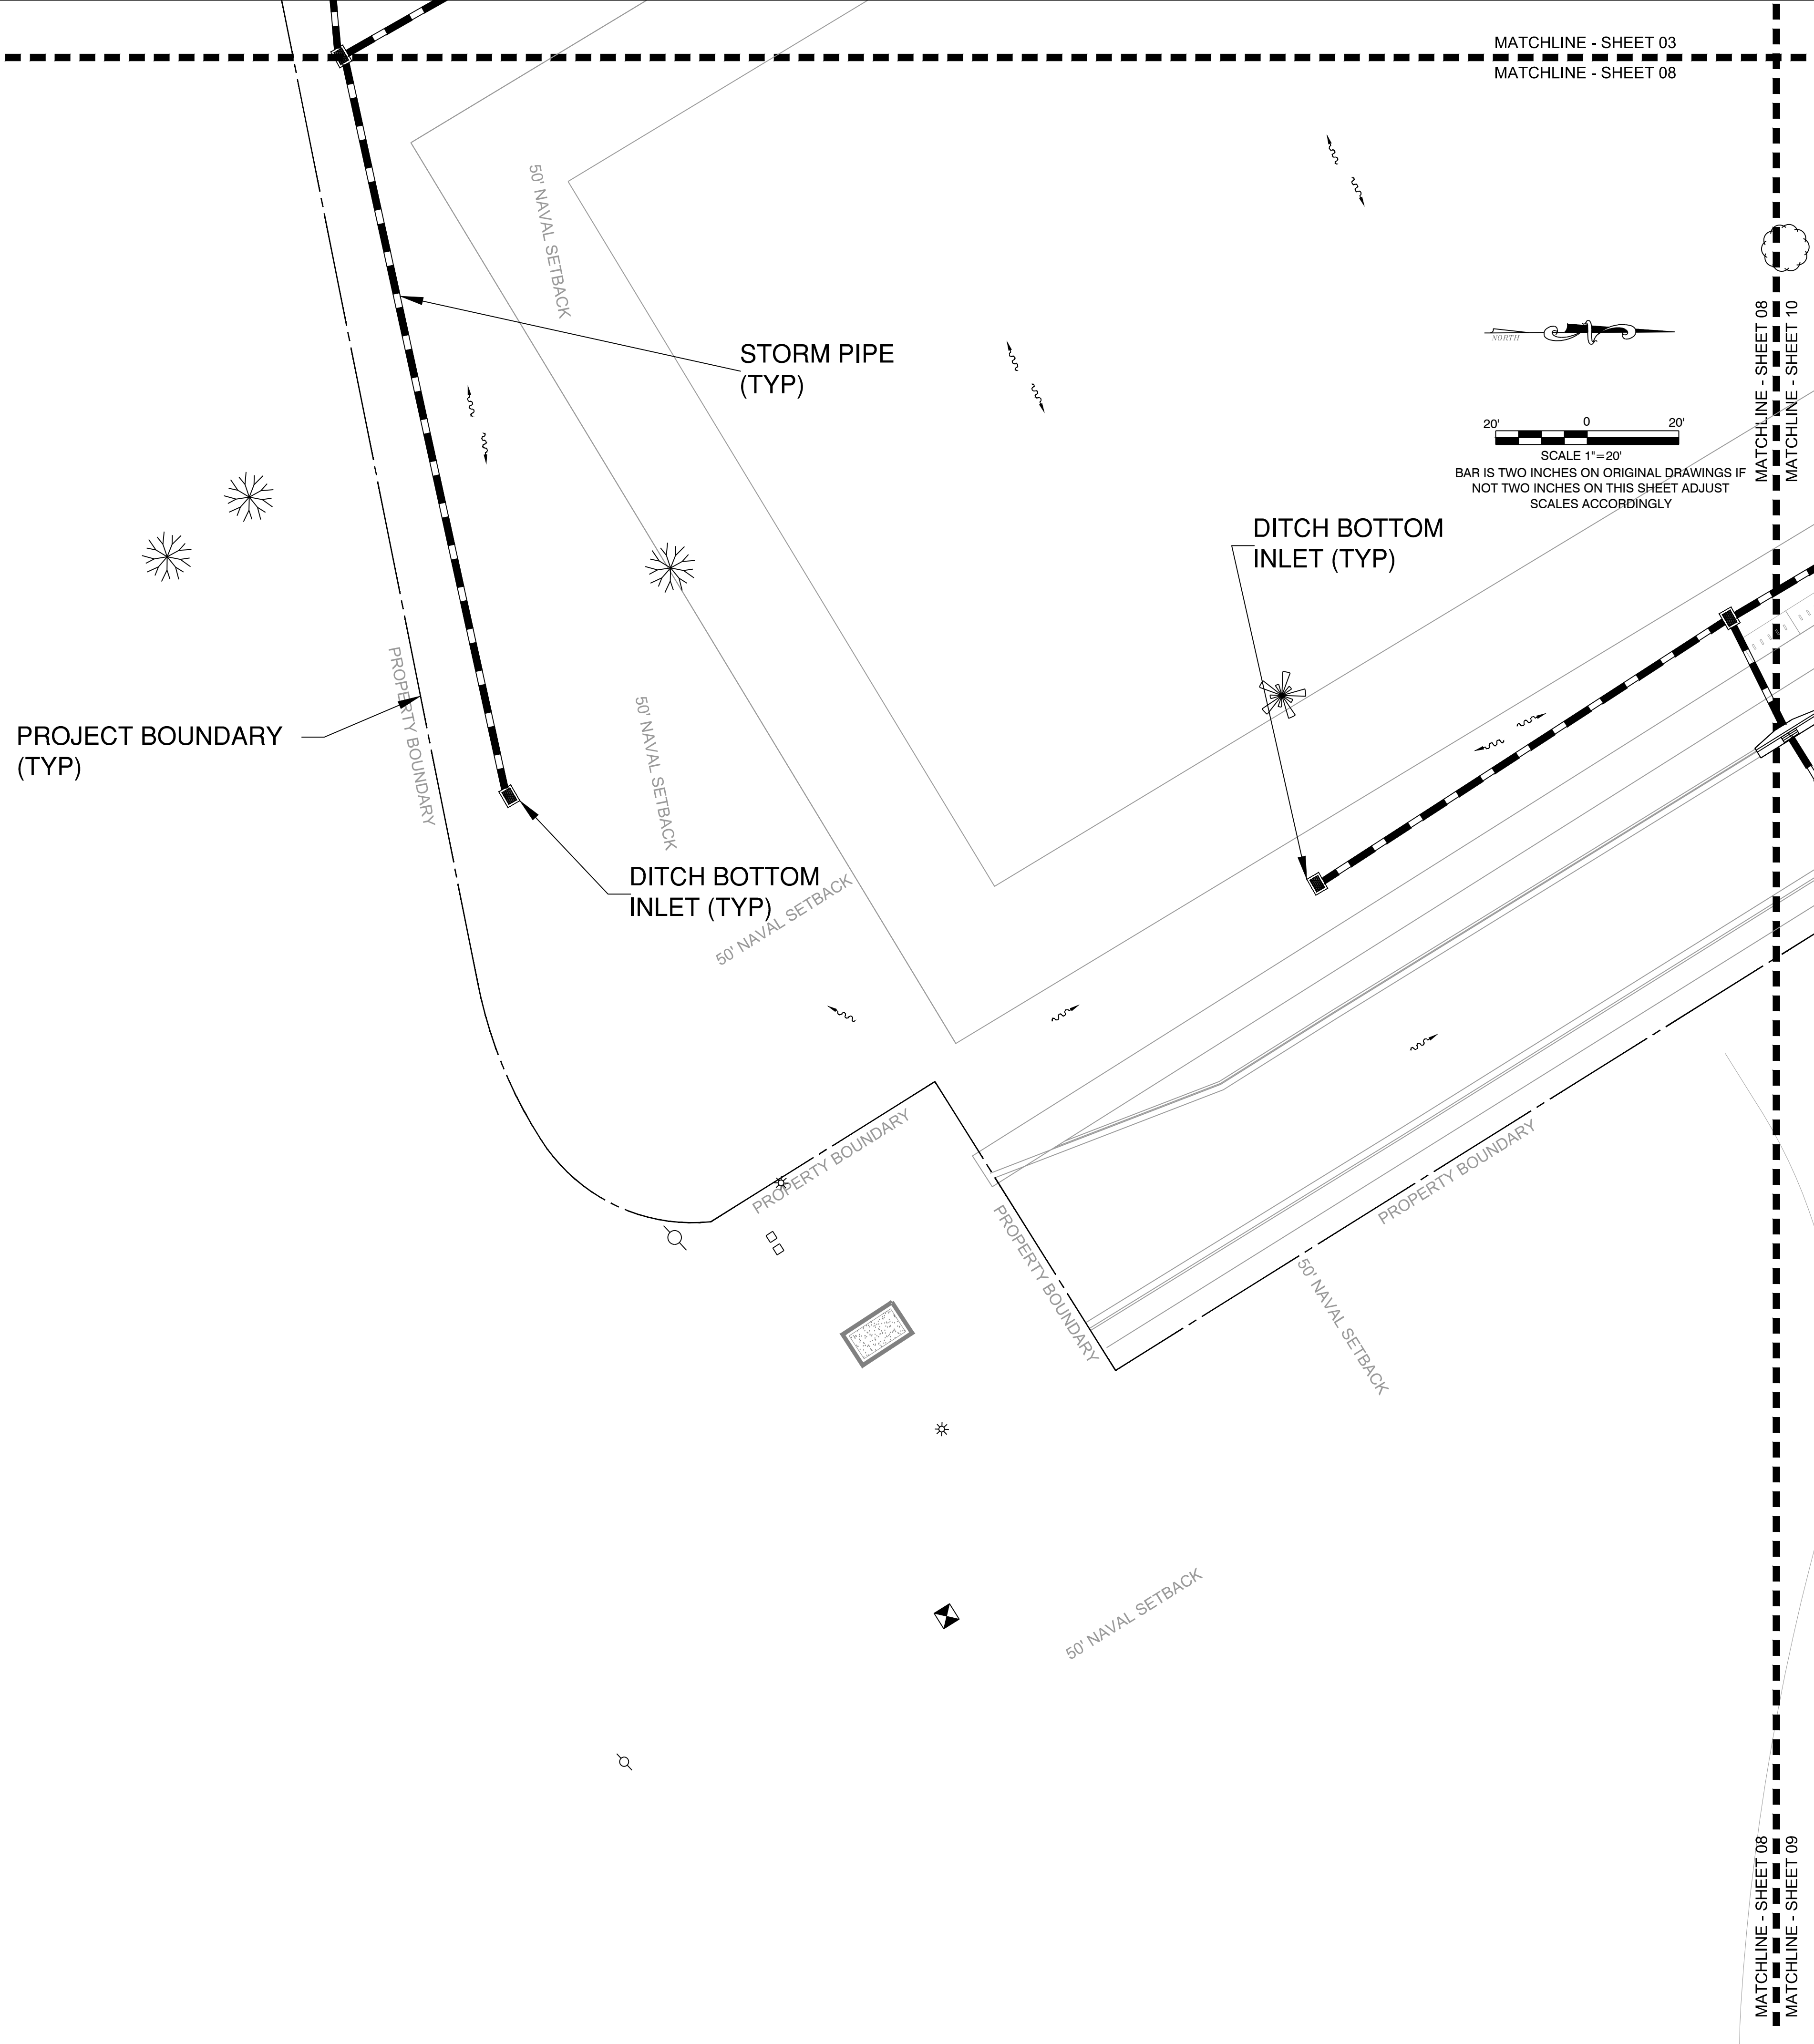 MATCHLINE - SHEET 03
MATCHLINE - SHEET 08
50' NAVAL SETBACK
MATCHLINE - SHEET 08
MATCHLINE - SHEET 10
NORTH
STORM PIPE
(TYP)
20' 0 20'
SCALE 1"=20'
BAR IS TWO INCHES ON ORIGINAL DRAWINGS IF
NOT TWO INCHES ON THIS SHEET ADJUST
SCALES ACCORDINGLY
DITCH BOTTOM
INLET (TYP)
PROPERTY BOUNDARY
50' NAVAL SETBACK
PROJECT BOUNDARY
(TYP)
DITCH BOTTOM
INLET (TYP)
50' NAVAL SETBACK
PROPERTY BOUNDARY
PROPERTY BOUNDARY
PROPERTY BOUNDARY
50' NAVAL SETBACK
50' NAVAL SETBACK
MATCHLINE - SHEET 08
MATCHLINE - SHEET 09